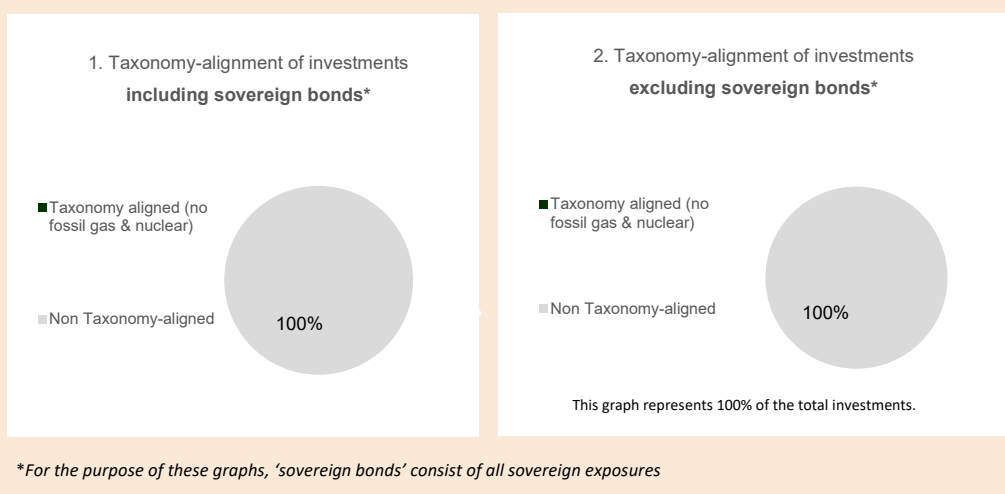 1. Taxonomy-alignment of investments
including sovereign bonds*
Taxonomy aligned (no
fossil gas & nuclear)
Non Taxonomy-aligned
100%
2. Taxonomy-alignment of investments
excluding sovereign bonds*
Taxonomy aligned (no
fossil gas & nuclear)
Non Taxonomy-aligned
100%
This graph represents 100% of the total investments.
*For the purpose of these graphs, ‘sovereign bonds’ consist of all sovereign exposures